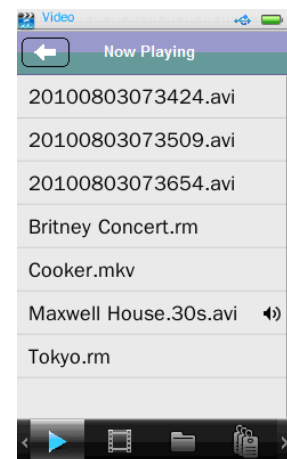 Video
Now Playing
20100803073424.avi
20100803073509.avi
20100803073654.avi
Britney Concert.rm
Cooker.mkv
Maxwell House.30s.avi
Tokyo.rm